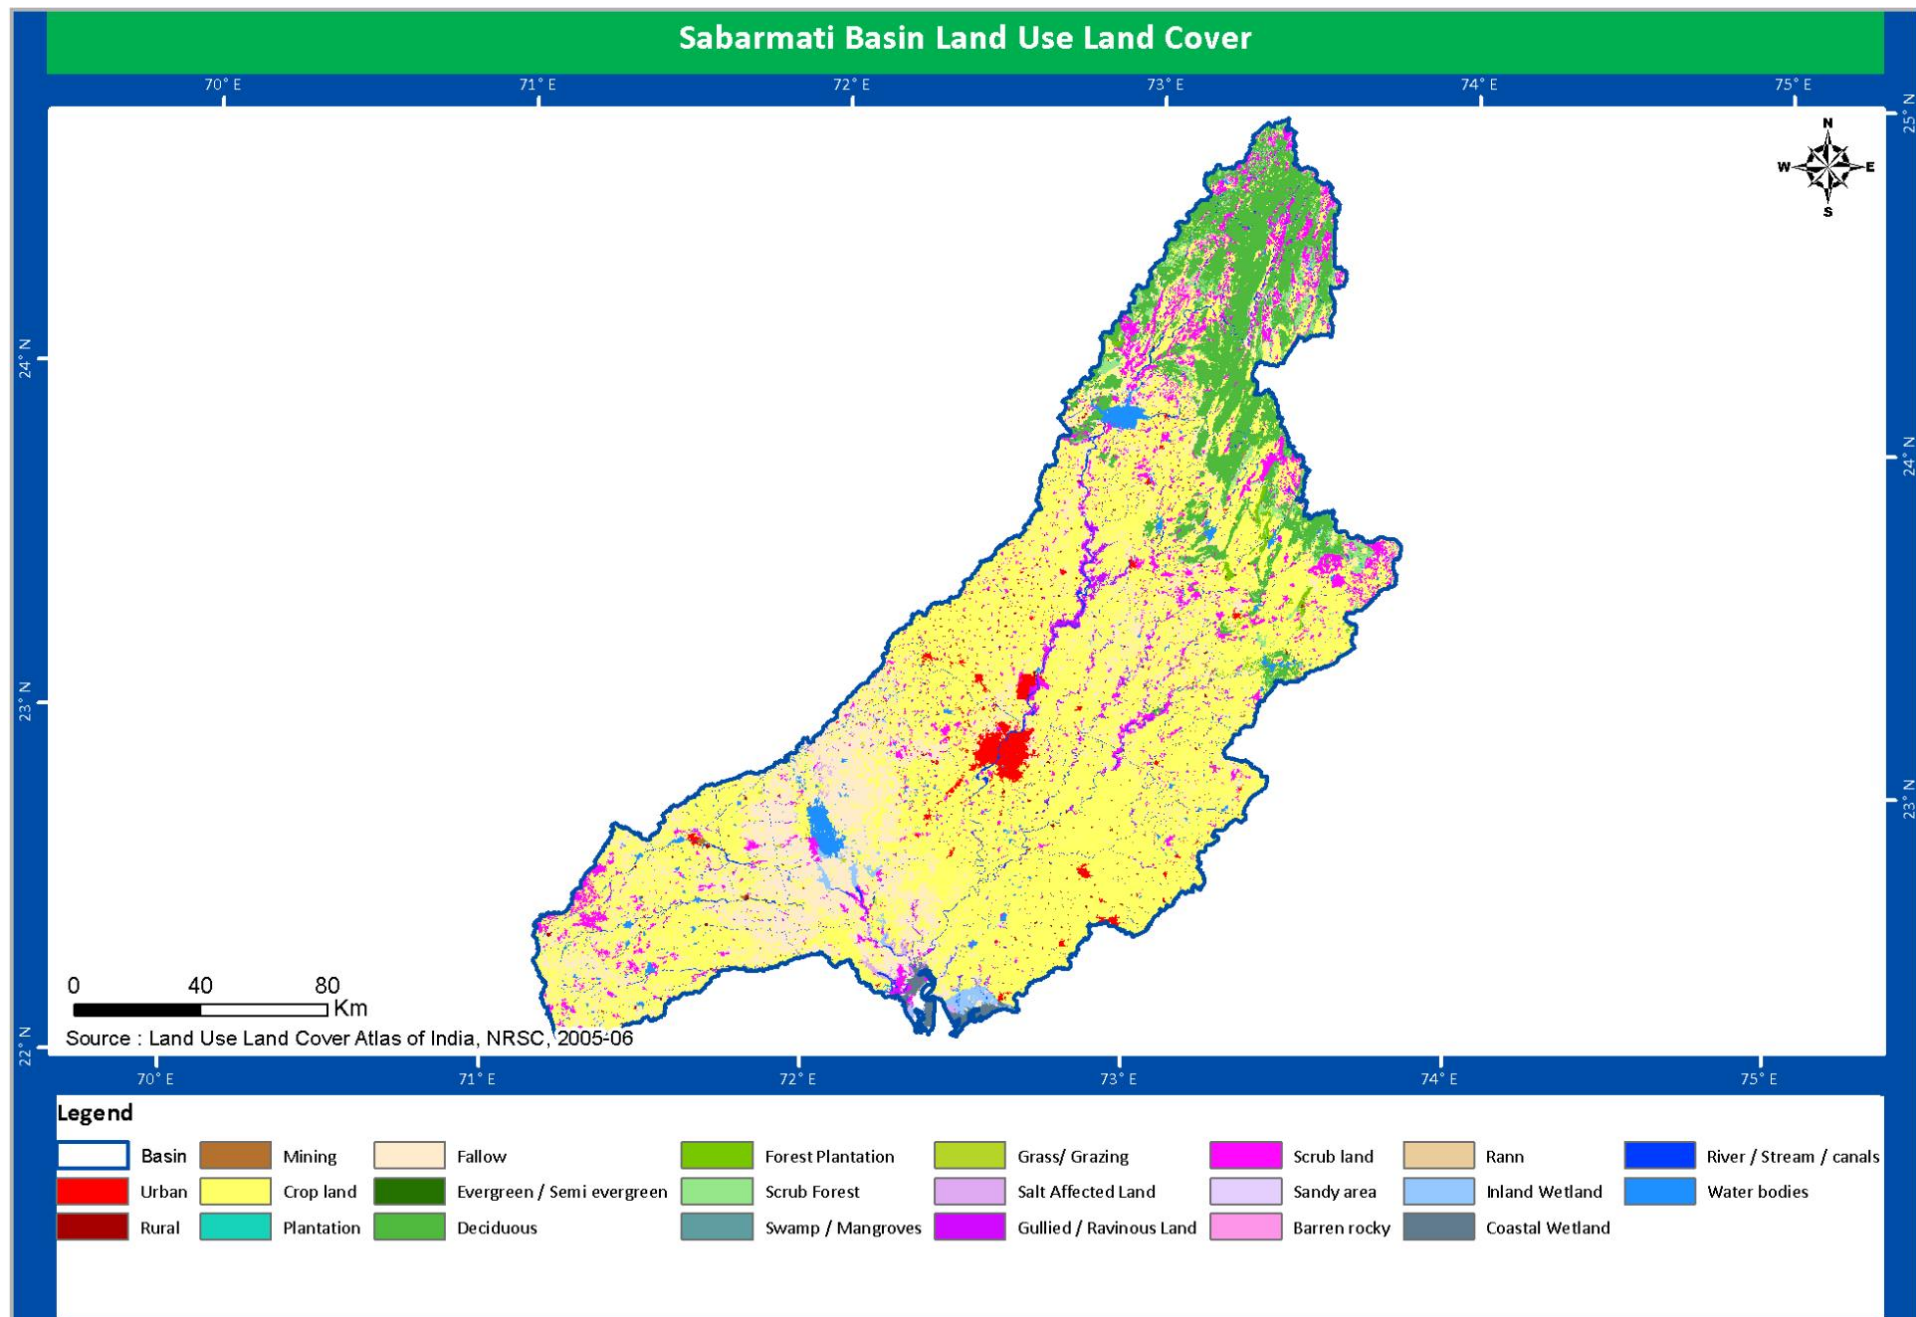 Sabarmati Basin Land Use Land Cover
70° E 71° E 72° E 73° E 74° E 75° E
25° N
N
W E
S
24° N
24° N
23° N
23° N
22° N
0 40 80
Km
Source : Land Use Land Cover Atlas of India, NRSC, 2005-06
70° E 71° E 72° E 73° E 74° E 75° E
Legend
Basin Mining Fallow Forest Plantation Grass/ Grazing Scrub land Rann River / Stream / canals
Urban Crop land Evergreen / Semi evergreen Scrub Forest Salt Affected Land Sandy area Inland Wetland Water bodies
Rural Plantation Deciduous Swamp / Mangroves Gullied / Ravinous Land Barren rocky Coastal Wetland